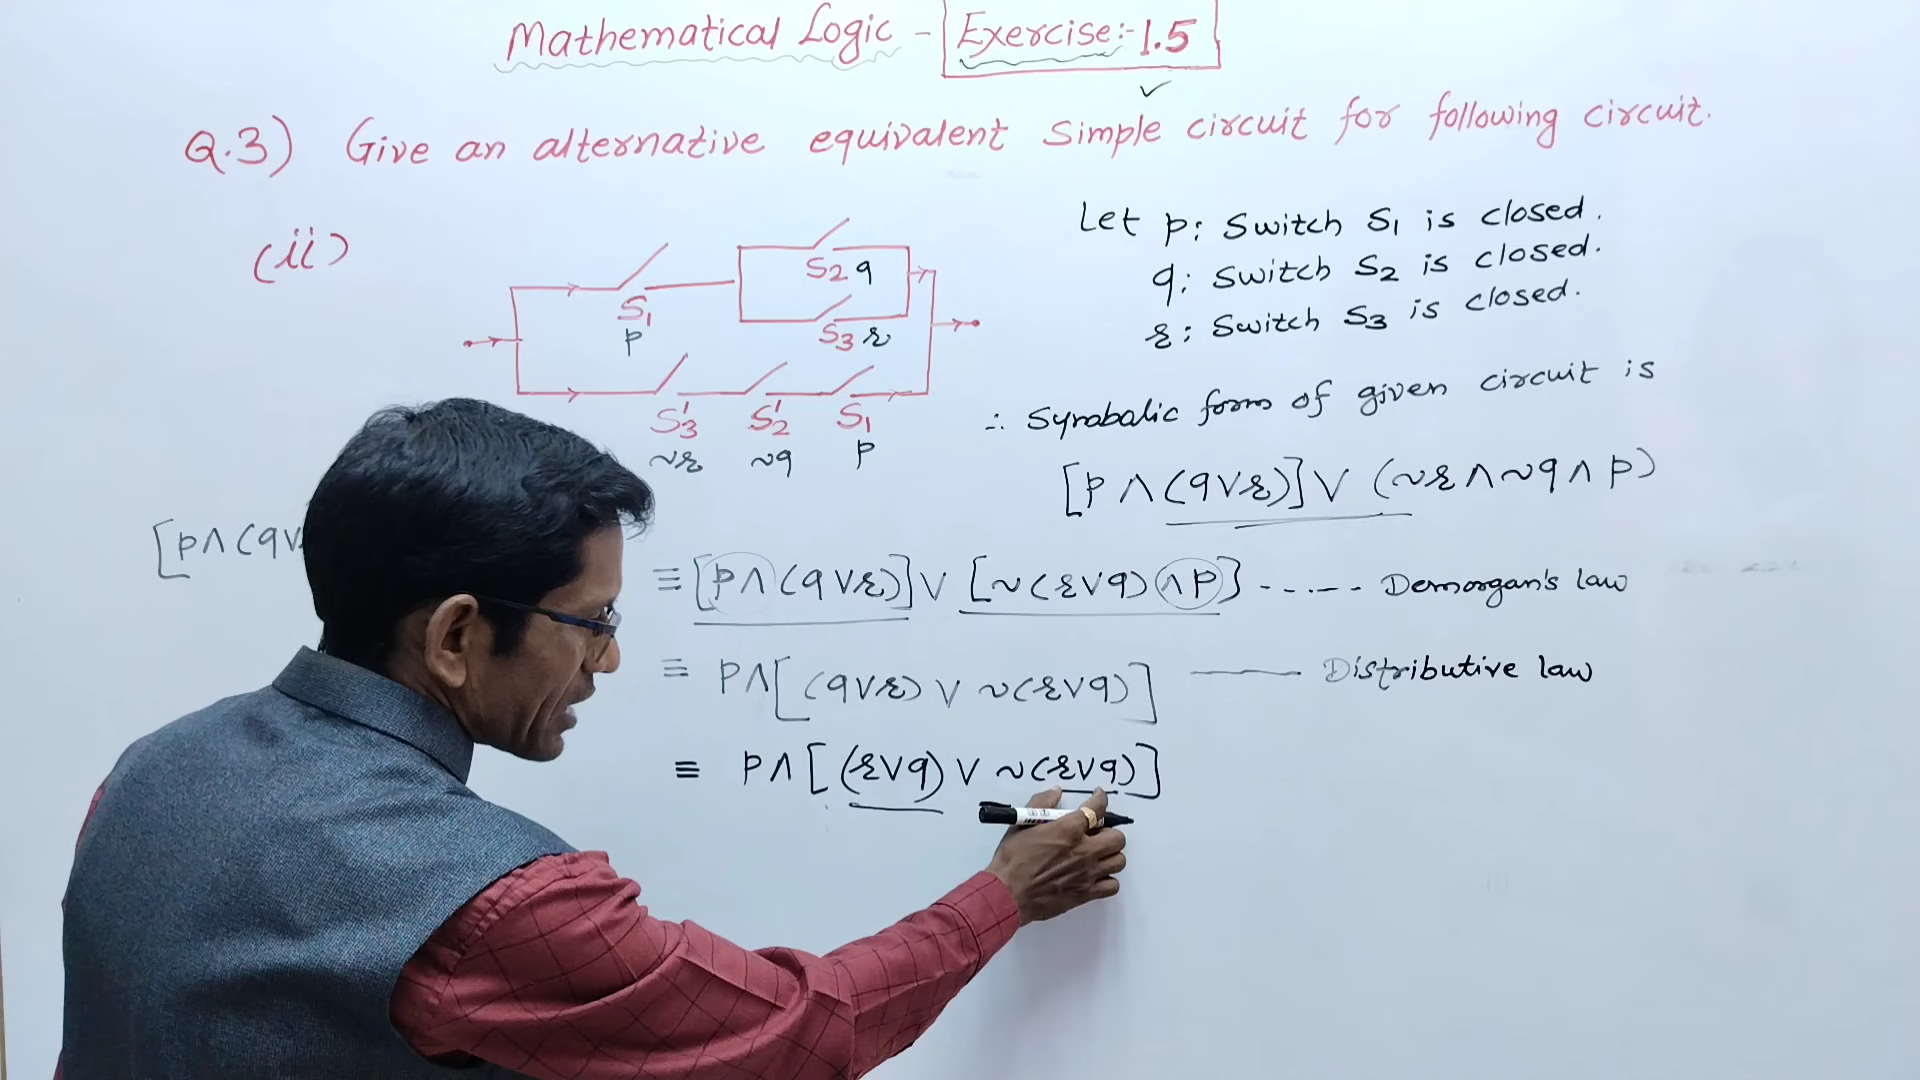 Mathematical Logic - Exercise:- 1.5
Q.3) Give an alternative equivalent Simple circuit for following circuit.
(ii)
S2 q
S1
p
S3 r
S3' S2' S1
~r ~q p
Let p: Switch S1 is closed.
q: Switch S2 is closed.
r: Switch S3 is closed.
∴ Symbolic form of given circuit is
[p ∧ (q∨r)] ∨ (~r ∧ ~q ∧ p)
[p∧(q∨
≡ [p∧(q∨r)] ∨ [~(r∨q) ∧ p] ------ Demorgan's law
≡ p∧[(q∨r) ∨ ~(r∨q)] —— Distributive law
≡ p∧[(r∨q) ∨ ~(r∨q)]